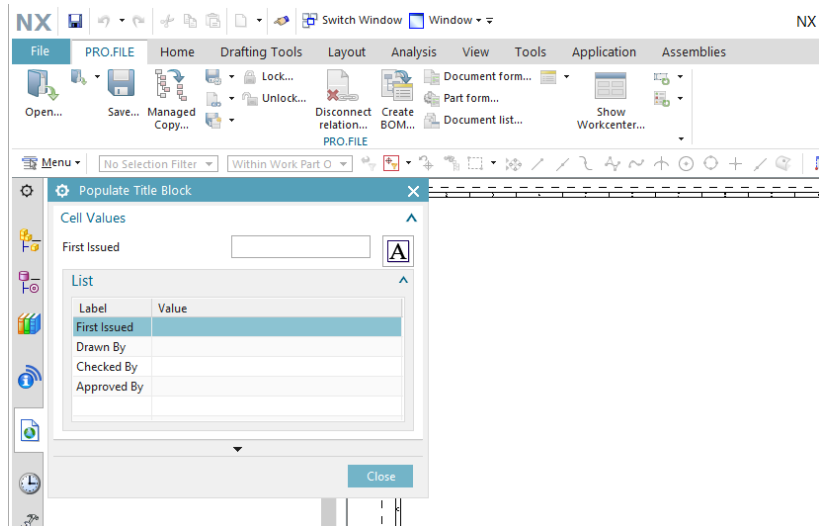 NX Switch Window Window NX
File PRO.FILE Home Drafting Tools Layout Analysis View Tools Application Assemblies
Open... Save... Managed Copy... Lock... Unlock... Disconnect relation... Create BOM... Document form... Part form... Document list... Show Workcenter...
PRO.FILE
Menu No Selection Filter Within Work Part O
Populate Title Block
Cell Values
First Issued A
List
Label Value
First Issued
Drawn By
Checked By
Approved By
Close